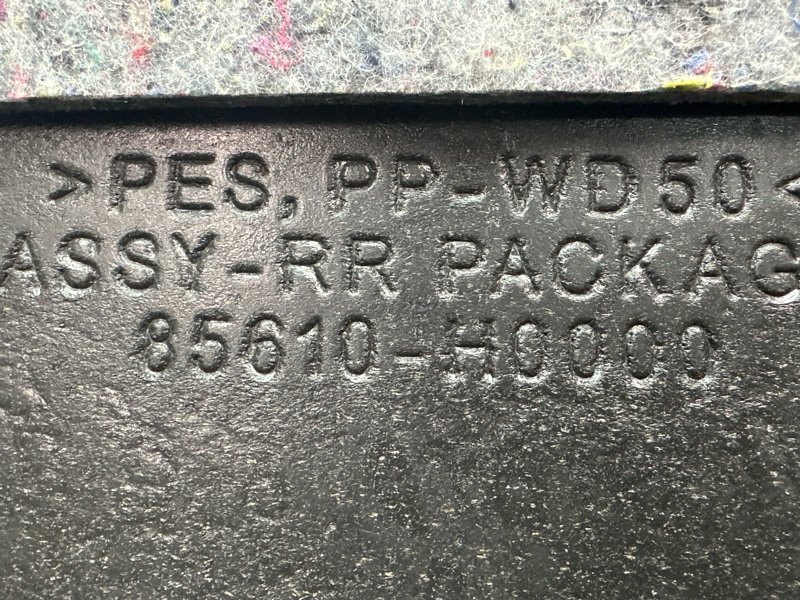 >PES, PP-WD50<
ASSY-RR PACKAG
85610-H0000